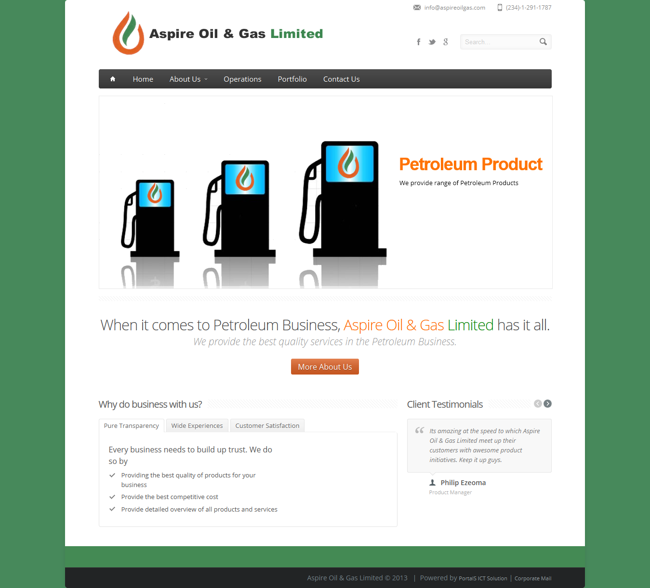 info@aspireoilgas.com (234)-1-291-1787
Aspire Oil & Gas Limited
Search
Home About Us Operations Portfolio Contact Us
Petroleum Product
We provide range of Petroleum Products
When it comes to Petroleum Business, Aspire Oil & Gas Limited has it all.
We provide the best quality services in the Petroleum Business.
More About Us
Why do business with us?
Pure Transparency Wide Experiences Customer Satisfaction
Every business needs to build up trust. We do
so by
Providing the best quality of products for your
business
Provide the best competitive cost
Provide detailed overview of all products and services
Client Testimonials
Its amazing at the speed to which Aspire
Oil & Gas Limited meet up their
customers with awesome product
initiatives. Keep it up guys.
Philip Ezeoma
Product Manager
Aspire Oil & Gas Limited © 2013 | Powered by Portal5 ICT Solution | Corporate Mail